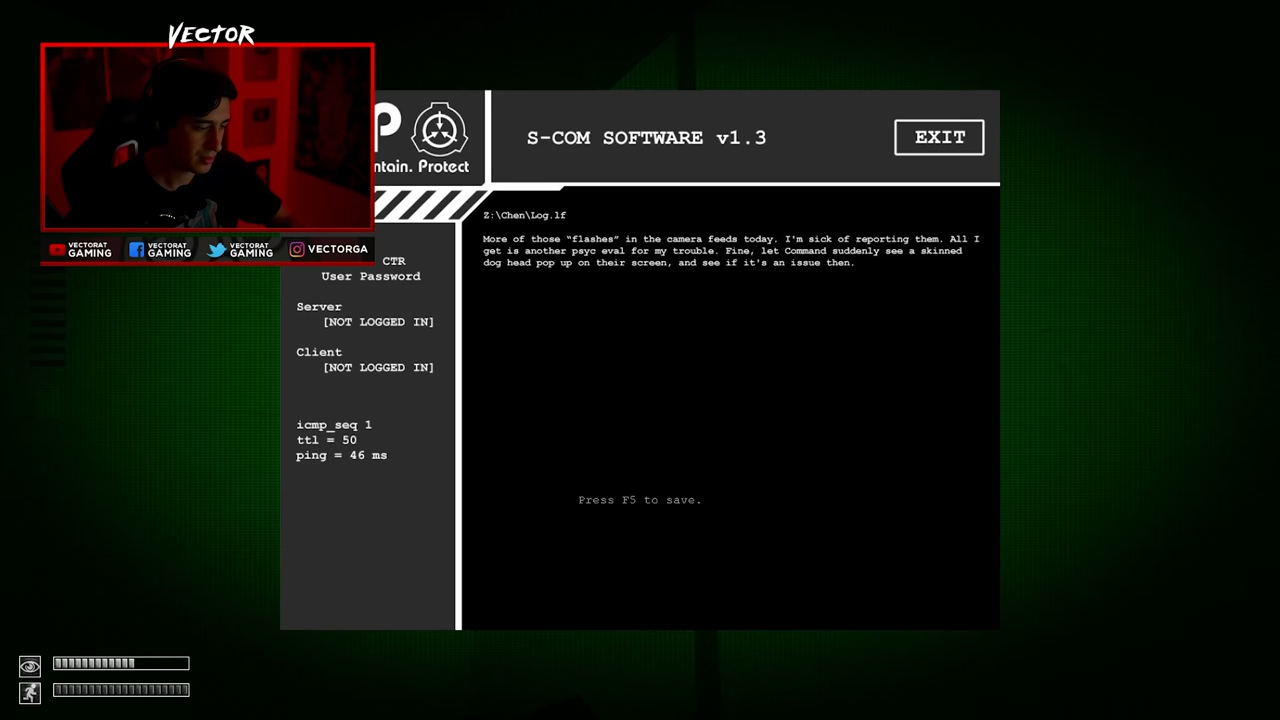 VECTOR
P
ntain. Protect
S-COM SOFTWARE v1.3
EXIT
VECTORAT GAMING
VECTORAT GAMING
VECTORAT GAMING
VECTORGA
CTR
User Password
Server
[NOT LOGGED IN]
Client
[NOT LOGGED IN]
icmp_seq 1
ttl = 50
ping = 46 ms
Z:\Chen\Log.lf
More of those "flashes" in the camera feeds today. I'm sick of reporting them. All I
get is another psyc eval for my trouble. Fine, let Command suddenly see a skinned
dog head pop up on their screen, and see if it's an issue then.
Press F5 to save.